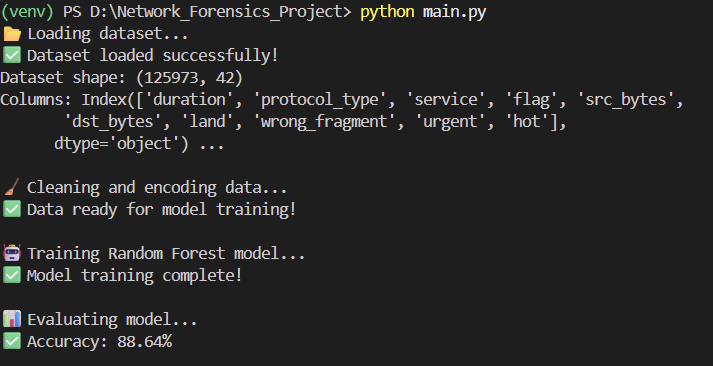 (venv) PS D:\Network_Forensics_Project> python main.py
📂 Loading dataset...
✅ Dataset loaded successfully!
Dataset shape: (125973, 42)
Columns: Index(['duration', 'protocol_type', 'service', 'flag', 'src_bytes',
       'dst_bytes', 'land', 'wrong_fragment', 'urgent', 'hot'],
      dtype='object') ...
🧹 Cleaning and encoding data...
✅ Data ready for model training!
🤖 Training Random Forest model...
✅ Model training complete!
📊 Evaluating model...
✅ Accuracy: 88.64%